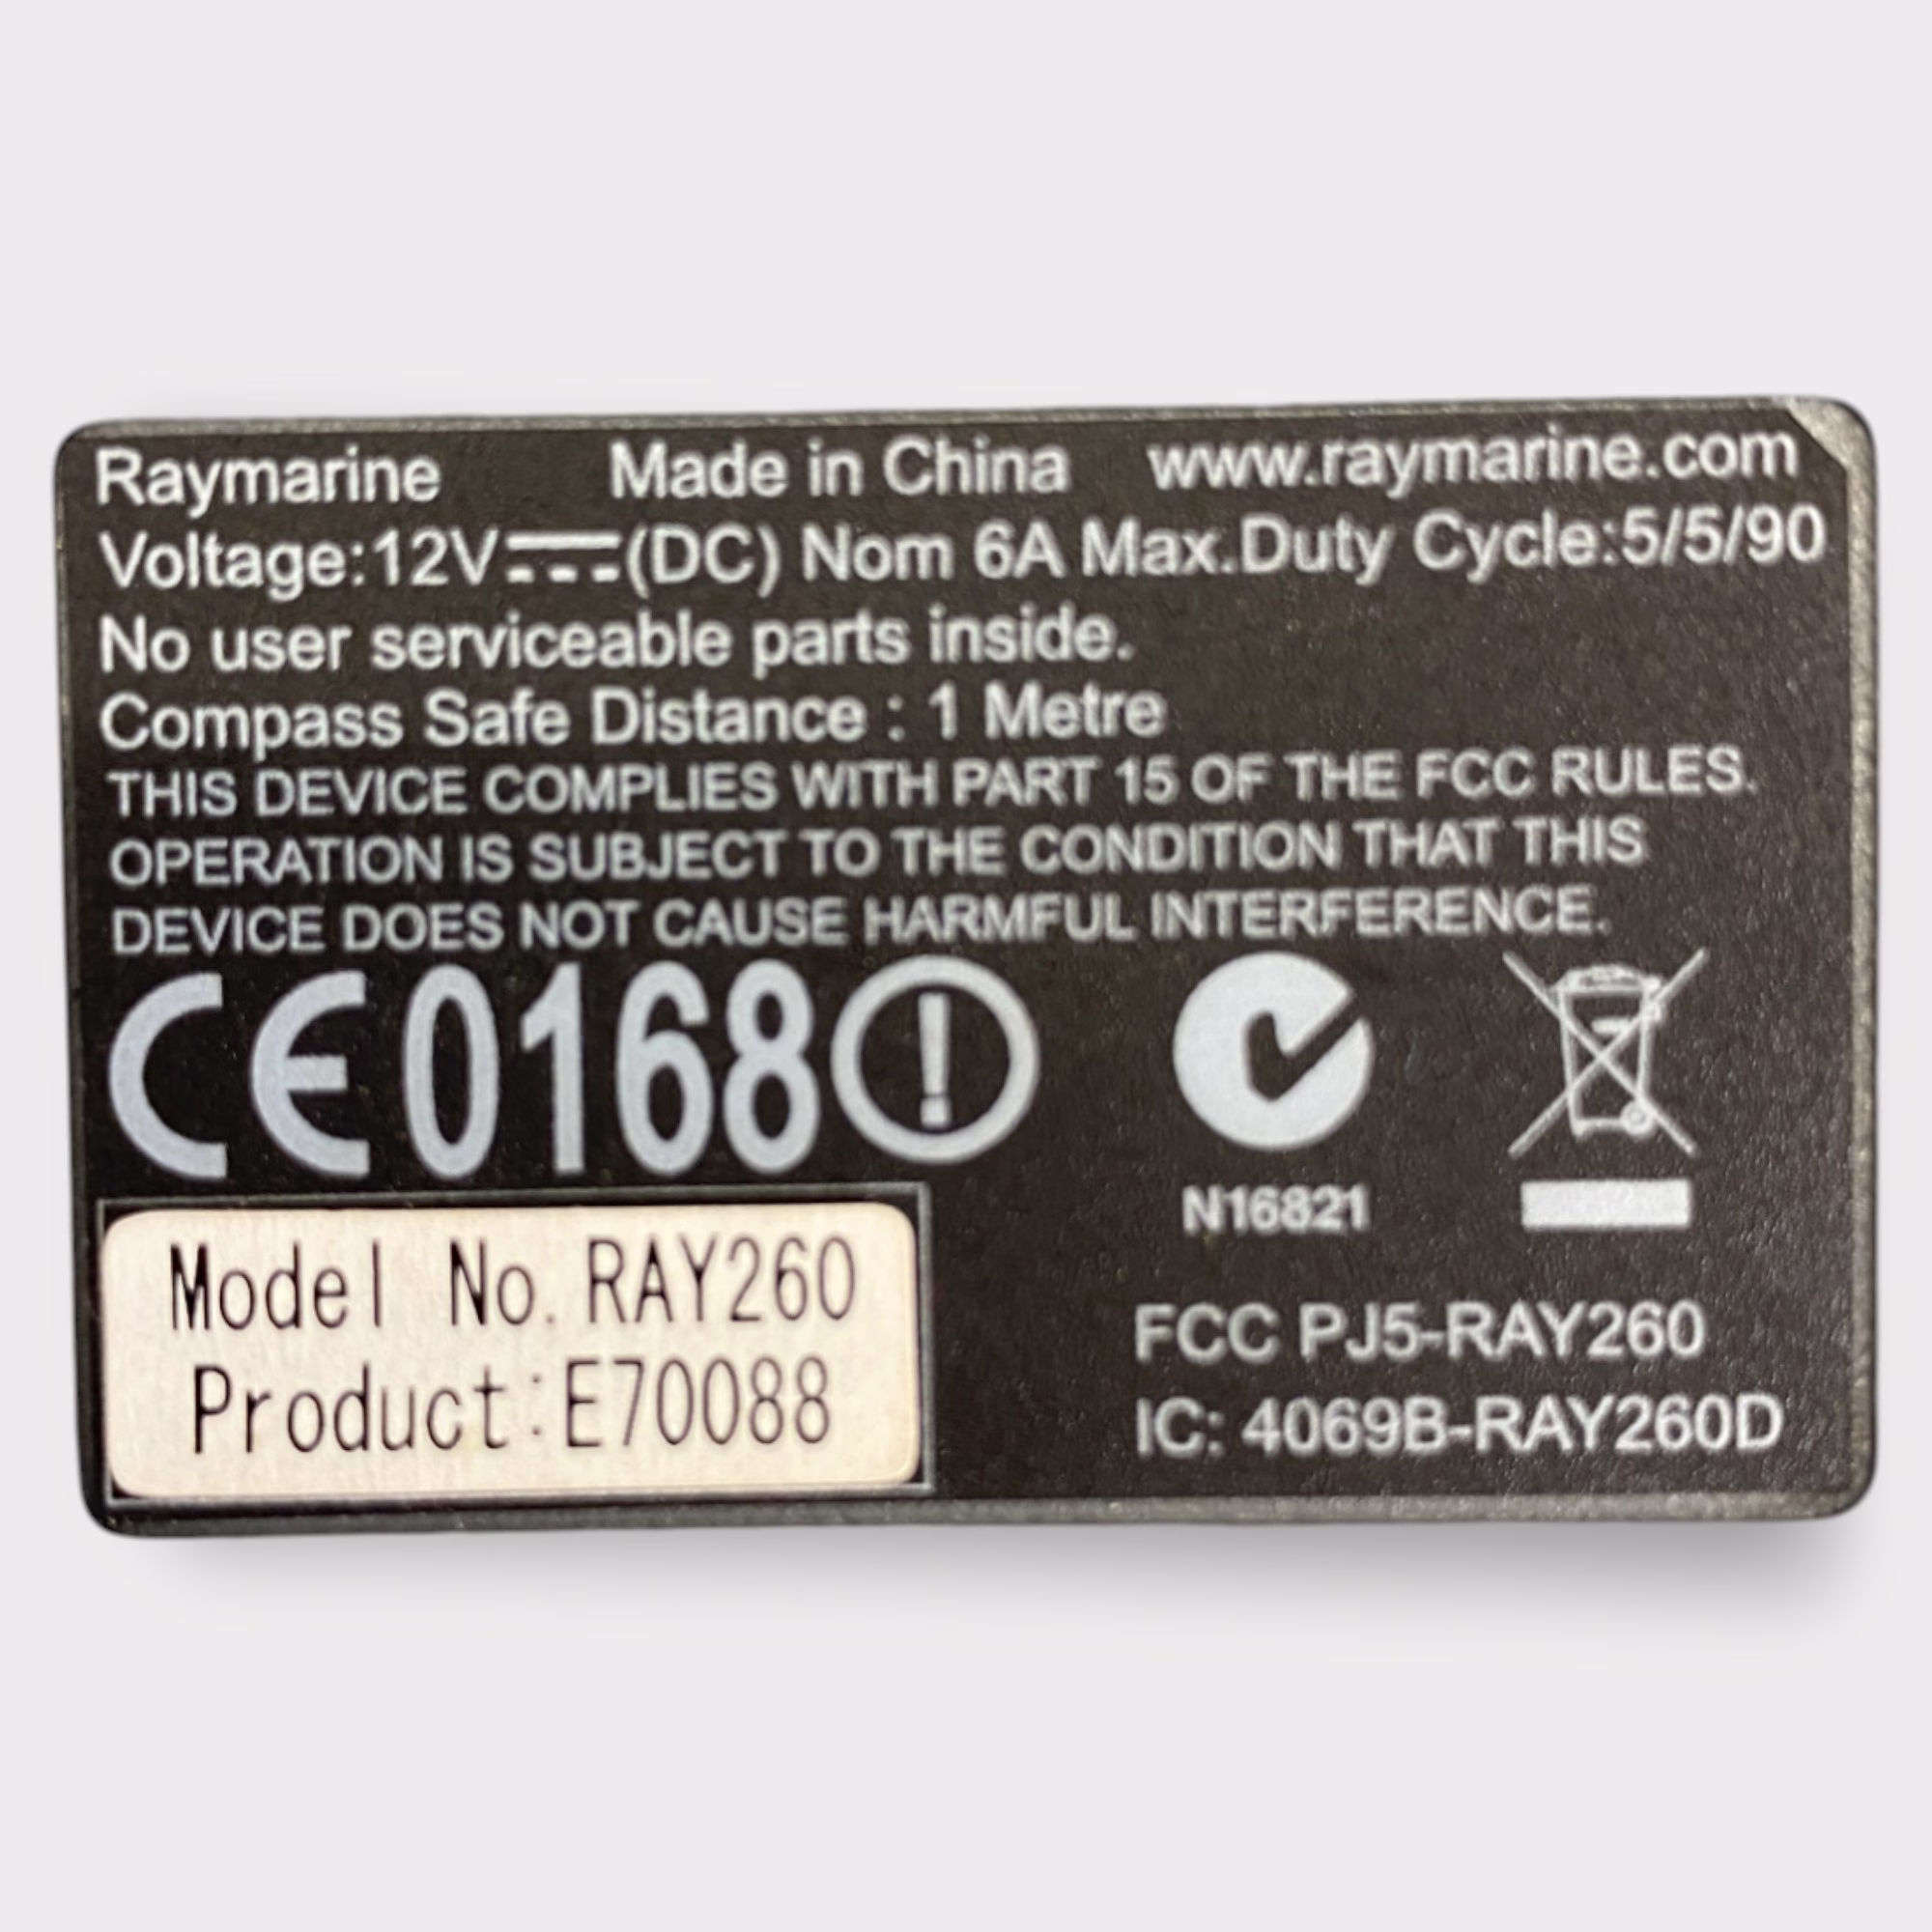 Raymarine Made in China www.raymarine.com
Voltage:12V⎓(DC) Nom 6A Max.Duty Cycle:5/5/90
No user serviceable parts inside.
Compass Safe Distance : 1 Metre
THIS DEVICE COMPLIES WITH PART 15 OF THE FCC RULES.
OPERATION IS SUBJECT TO THE CONDITION THAT THIS
DEVICE DOES NOT CAUSE HARMFUL INTERFERENCE.
CE0168!
N16821
Model No. RAY260
Product:E70088
FCC PJ5-RAY260
IC: 4069B-RAY260D